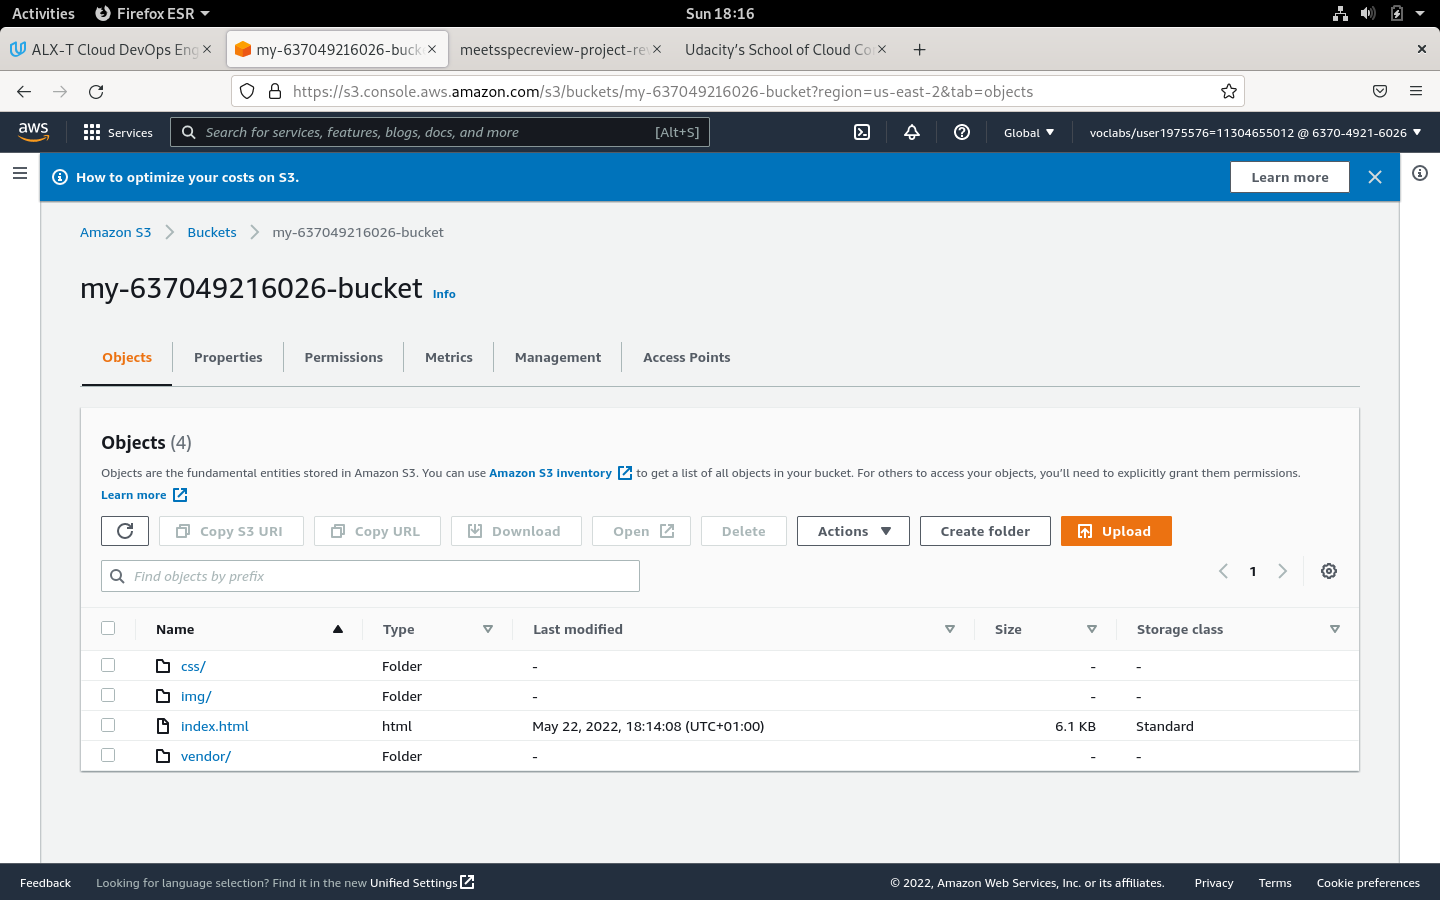 Activities Firefox ESR Sun 18:16
ALX-T Cloud DevOps Eng my-637049216026-buck meetsspecreview-project-rev Udacity's School of Cloud Co
https://s3.console.aws.amazon.com/s3/buckets/my-637049216026-bucket?region=us-east-2&tab=objects
aws Services Search for services, features, blogs, docs, and more [Alt+S] Global voclabs/user1975576=11304655012 @ 6370-4921-6026
How to optimize your costs on S3. Learn more
Amazon S3 Buckets my-637049216026-bucket
my-637049216026-bucket Info
Objects Properties Permissions Metrics Management Access Points
Objects (4)
Objects are the fundamental entities stored in Amazon S3. You can use Amazon S3 inventory to get a list of all objects in your bucket. For others to access your objects, you'll need to explicitly grant them permissions.
Learn more
Copy S3 URI Copy URL Download Open Delete Actions Create folder Upload
Find objects by prefix 1
Name Type Last modified Size Storage class
css/ Folder - - -
img/ Folder - - -
index.html html May 22, 2022, 18:14:08 (UTC+01:00) 6.1 KB Standard
vendor/ Folder - - -
Feedback Looking for language selection? Find it in the new Unified Settings © 2022, Amazon Web Services, Inc. or its affiliates. Privacy Terms Cookie preferences